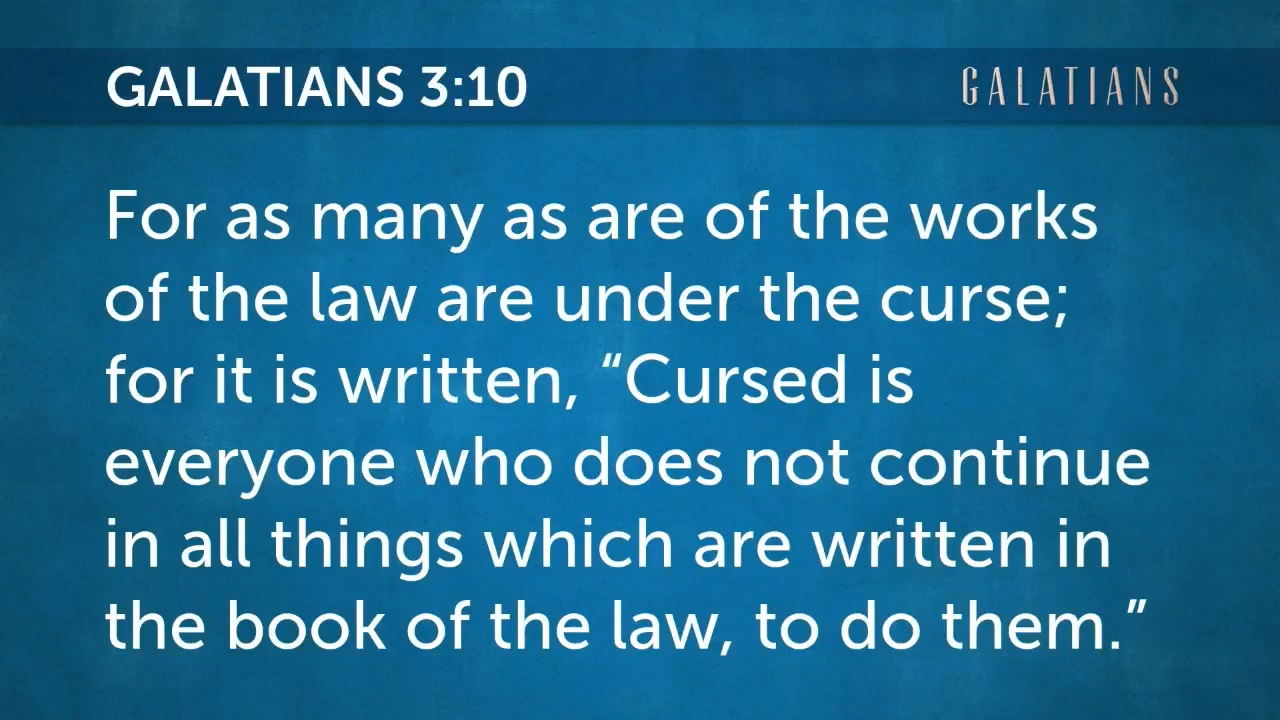 GALATIANS 3:10
GALATIANS
For as many as are of the works
of the law are under the curse;
for it is written, “Cursed is
everyone who does not continue
in all things which are written in
the book of the law, to do them.”